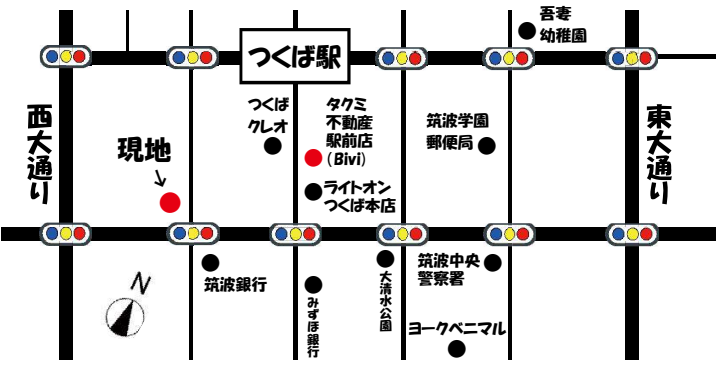 吾妻
幼稚園
つくば駅
西大通り
つくば
クレオ
タクミ
不動産
駅前店
(Bivi)
筑波学園
郵便局
東大通り
現地
ライトオン
つくば本店
筑波銀行
みずほ銀行
大清水公園
筑波中央
警察署
N
ヨークベニマル